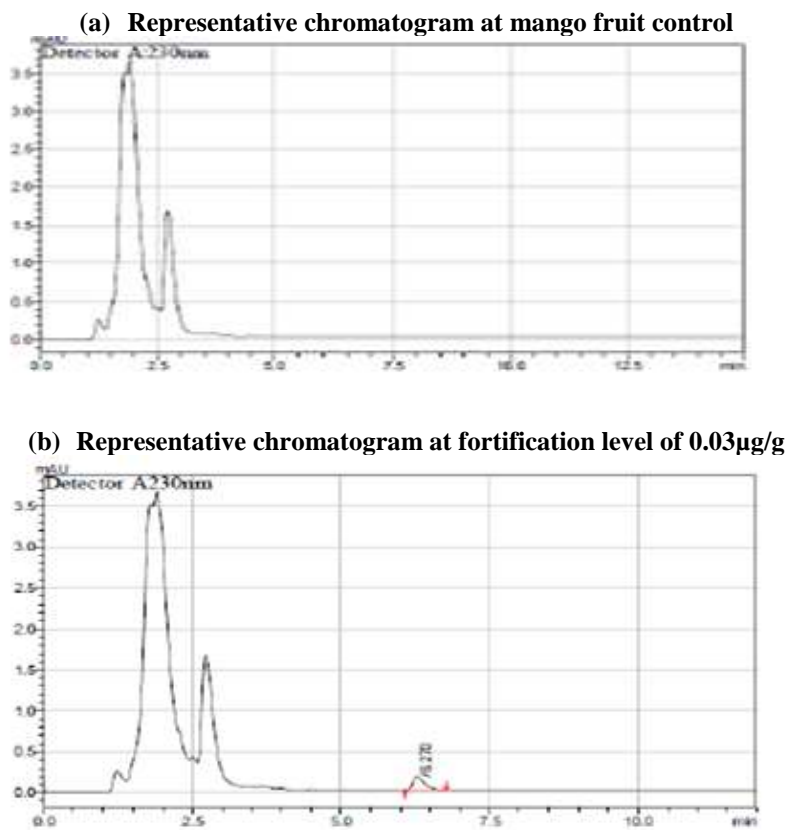 (a) Representative chromatogram at mango fruit control
Detector A:230nm
3.5
3.0
2.5
2.0
1.5
1.0
0.5
0.0
0.0 2.5 5.0 7.5 10.0 12.5 min
(b) Representative chromatogram at fortification level of 0.03µg/g
mAU
Detector A230nm
3.5
3.0
2.5
2.0
1.5
1.0
0.5
0.0
6.270
0.0 2.5 5.0 7.5 10.0 min